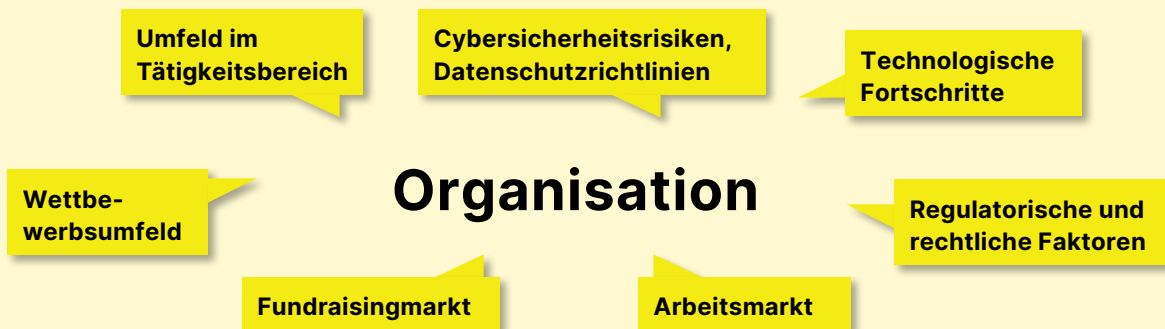 Umfeld im
Tätigkeitsbereich
Cybersicherheitsrisiken,
Datenschutzrichtlinien
Technologische
Fortschritte
Wettbe-
werbsumfeld
Organisation
Regulatorische und
rechtliche Faktoren
Fundraisingmarkt
Arbeitsmarkt